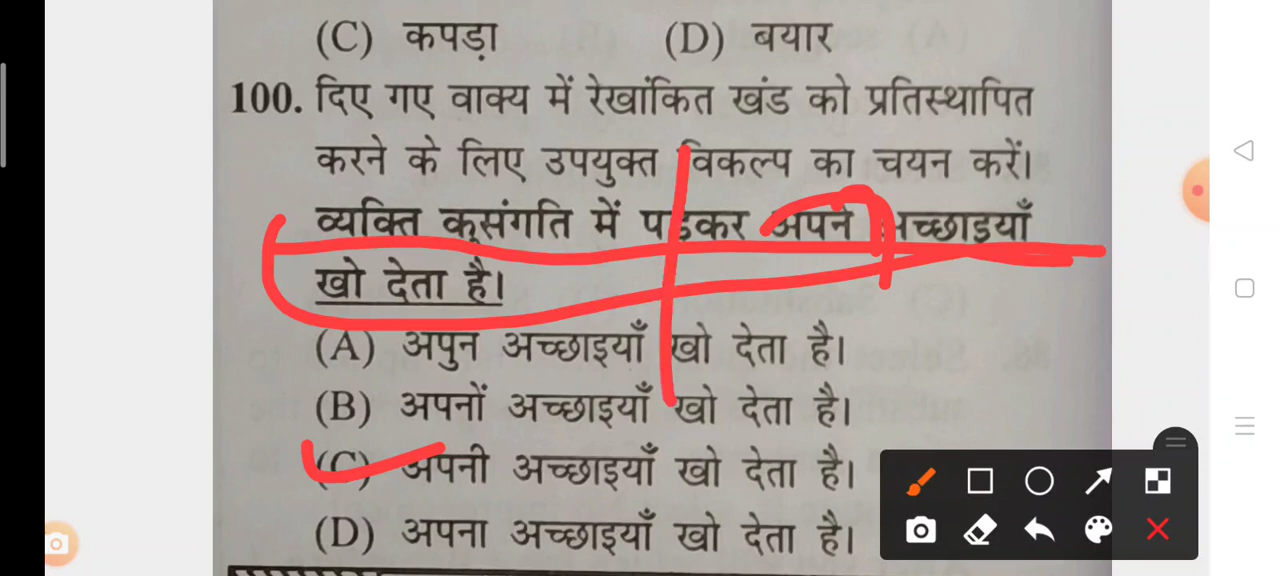 (C) कपड़ा (D) बयार
100. दिए गए वाक्य में रेखांकित खंड को प्रतिस्थापित
करने के लिए उपयुक्त विकल्प का चयन करें।
व्यक्ति कुसंगति में पड़कर अपने अच्छाइयाँ
खो देता है।
(A) अपुन अच्छाइयाँ खो देता है।
(B) अपनों अच्छाइयाँ खो देता है।
(C) अपनी अच्छाइयाँ खो देता है।
(D) अपना अच्छाइयाँ खो देता है।